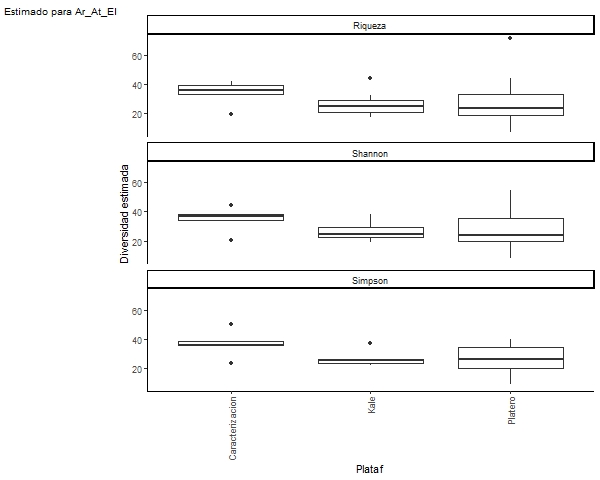 Estimado para Ar_At_El
Riqueza
60
40
20
Shannon
60
40
20
Simpson
60
40
20
Diversidad estimada
Caracterizacion
Kale
Platero
Plataf